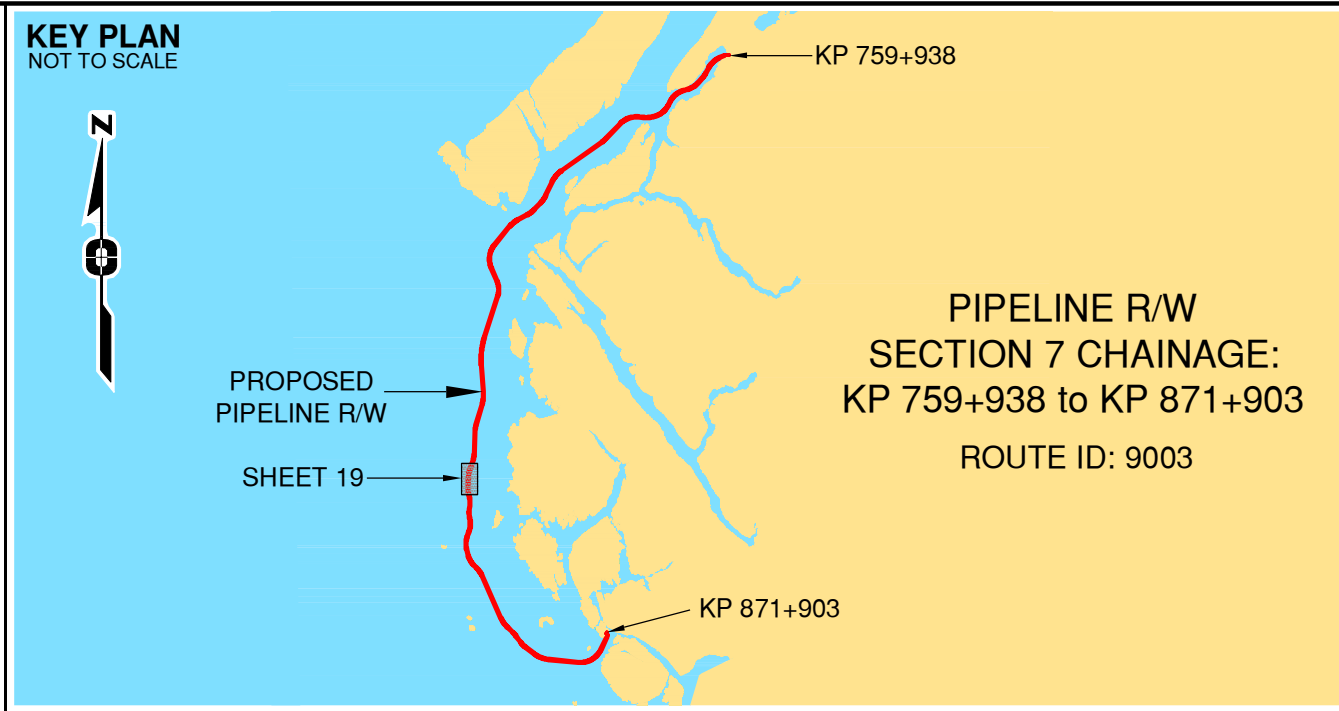 KEY PLAN
NOT TO SCALE
N
KP 759+938
PIPELINE R/W
SECTION 7 CHAINAGE:
KP 759+938 to KP 871+903
ROUTE ID: 9003
PROPOSED
PIPELINE R/W
SHEET 19
KP 871+903